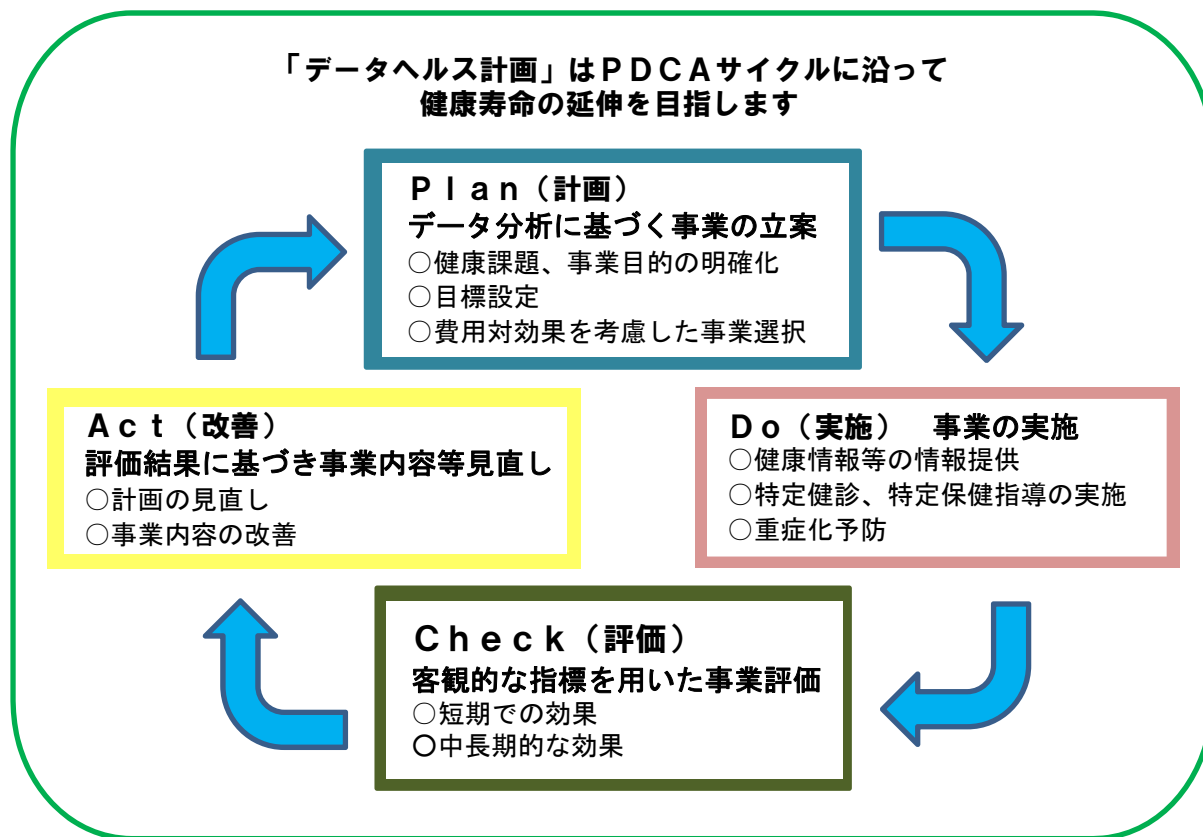 「データヘルス計画」はＰＤＣＡサイクルに沿って
健康寿命の延伸を目指します
Ｐｌａｎ（計画）
データ分析に基づく事業の立案
○健康課題、事業目的の明確化
○目標設定
○費用対効果を考慮した事業選択
Ｄｏ（実施）　事業の実施
○健康情報等の情報提供
○特定健診、特定保健指導の実施
○重症化予防
Ｃｈｅｃｋ（評価）
客観的な指標を用いた事業評価
○短期での効果
〇中長期的な効果
Ａｃｔ（改善）
評価結果に基づき事業内容等見直し
○計画の見直し
○事業内容の改善